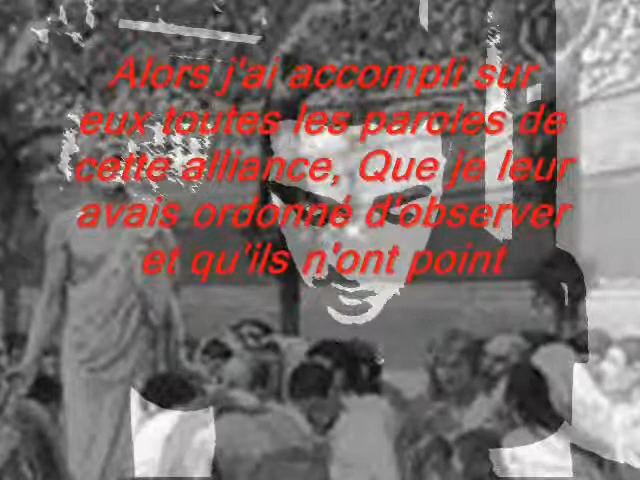 Alors j'ai accompli sur
eux toutes les paroles de
cette alliance, Que je leur
avais ordonné d'observer
et qu'ils n'ont point